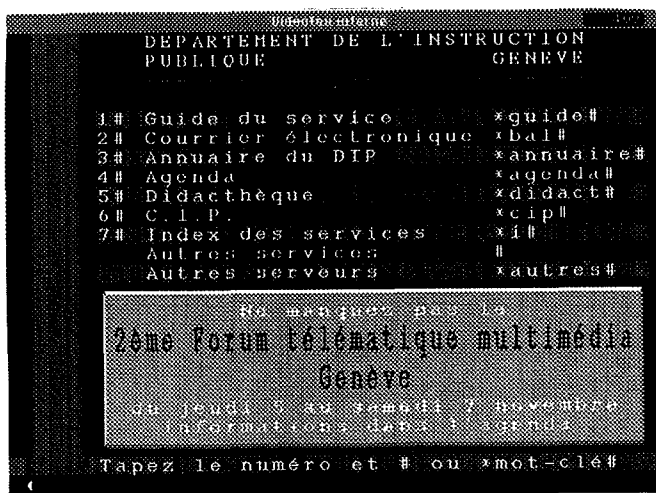 Videotex interne
DEPARTEMENT DE L'INSTRUCTION
PUBLIQUE GENEVE
1# Guide du service *guide#
2# Courrier électronique *bal#
3# Annuaire du DIP *annuaire#
4# Agenda *agenda#
5# Didacthèque *didact#
6# C.I.P. *cip#
7# Index des services *i#
Autres services #
Autres serveurs *autres#
Ne manquez pas le
2ème Forum télématique multimédia
Genève
du jeudi 5 au samedi 7 novembre
informations dans l'agenda
Tapez le numéro et # ou *mot-clé#